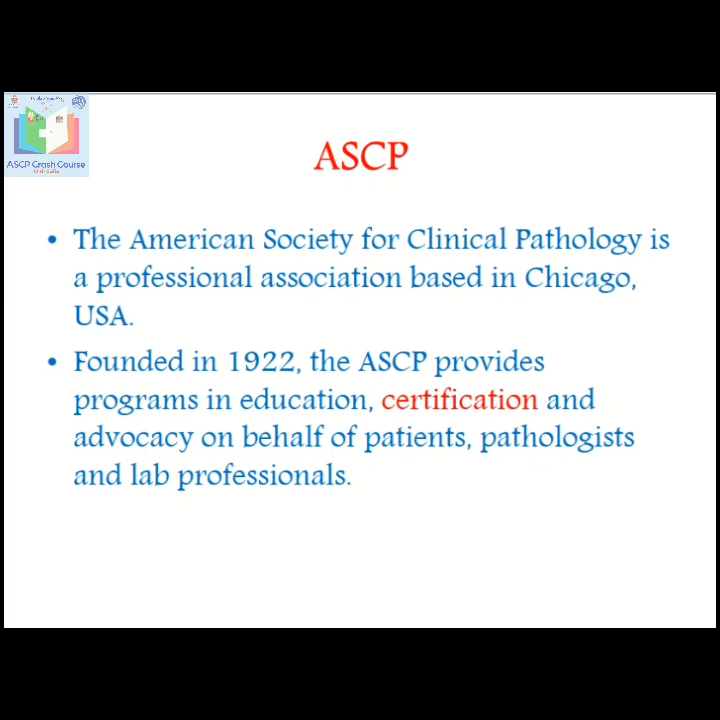 ASCP Crash Course
ASCP
• The American Society for Clinical Pathology is
a professional association based in Chicago,
USA.
• Founded in 1922, the ASCP provides
programs in education, certification and
advocacy on behalf of patients, pathologists
and lab professionals.